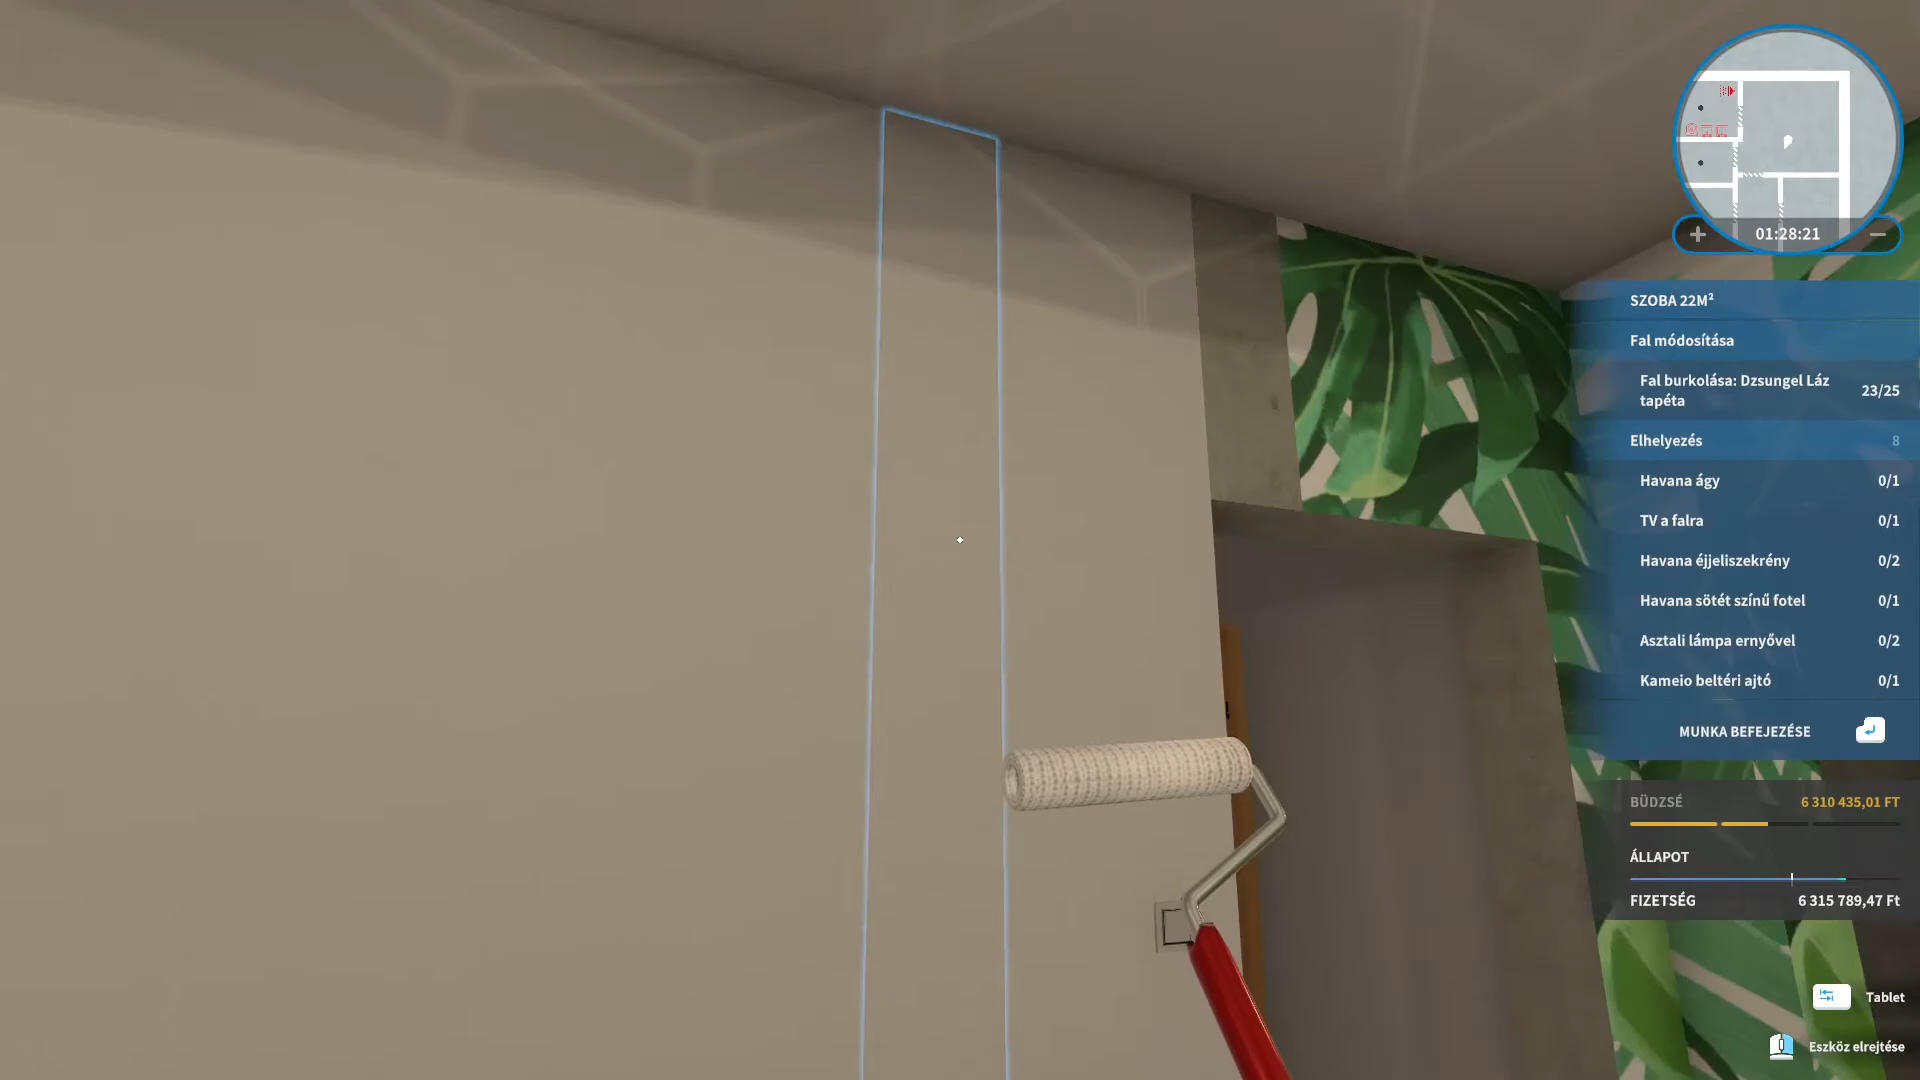 01:28:21
SZOBA 22M²
Fal módosítása
Fal burkolása: Dzsungel Láz
tapéta 23/25
Elhelyezés 8
Havana ágy 0/1
TV a falra 0/1
Havana éjjeliszekrény 0/2
Havana sötét színű fotel 0/1
Asztali lámpa ernyővel 0/2
Kameio beltéri ajtó 0/1
MUNKA BEFEJEZÉSE
BÜDZSÉ 6 310 435,01 FT
ÁLLAPOT
FIZETSÉG 6 315 789,47 Ft
Tablet
Eszköz elrejtése